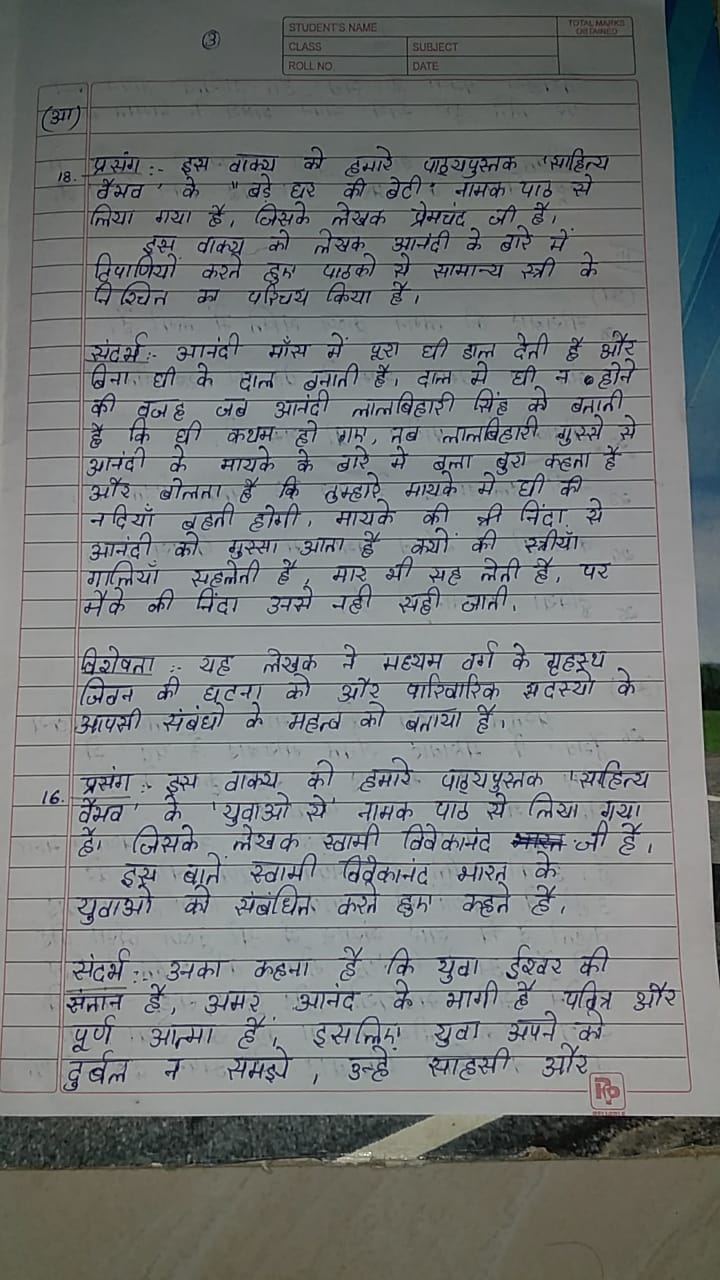 ③
STUDENT'S NAME
TOTAL MARKS OBTAINED
CLASS SUBJECT
ROLL NO. DATE
(आ)
18. प्रसंग :- इस वाक्य को हमारे पाठ्यपुस्तक 'साहित्य
वैभव' के "बडे घर की बेटी" नामक पाठ से
लिया गया है, जिसके लेखक प्रेमचंद जी है।
इस वाक्य को लेखक आनंदी के बारे में
टिपाणियाँ करते हुए पाठको से सामान्य स्त्री के
निश्चित का परिचय किया है।
संदर्भ :- आनंदी माँस में पूरा घी डाल देती है और
बिना घी के दाल बनाती है, दाल मे घी न होने
की वजह जब आनंदी लालबिहारी सिंह को बताती
है कि घी कथम हो गए, तब लालबिहारी गुस्से से
आनंदी के मायके के बारे मे बूला बुरा कहता है
और बोलता है कि तुम्हारे मायके मे घी की
नदियाँ बहती होगी, मायके की निंदा से
आनंदी को गुस्सा आता है क्यों की स्त्रीयाँ
गालियाँ सहलेती है, मार भी सह लेती है, पर
मैके की निंदा उनसे नही सही जाती।
विशेषता :- यह लेखक ने मध्यम वर्ग के गृहस्थ
जिवन की घटना को और पारिवारिक सदस्यो के
आपसी संबंधो के महत्व को बताया है।
16. प्रसंग :- इस वाक्य को हमारे पाठ्यपुस्तक 'साहित्य
वैभव' के 'युवाओ से' नामक पाठ से लिया गया
है। जिसके लेखक स्वामी विवेकानंद जी है।
इस बाते स्वामी विवेकानंद भारत के
युवाओ को संबंधित करते हुए कहते है।
संदर्भ :- उनका कहना है कि युवा ईश्वर की
संतान है, अमर आनंद के भागी है पवित्र और
पूर्ण आत्मा है, इसलिए युवा अपने को
दुर्बल न समझे, उन्हे साहसी और
Rp
RELIABLE